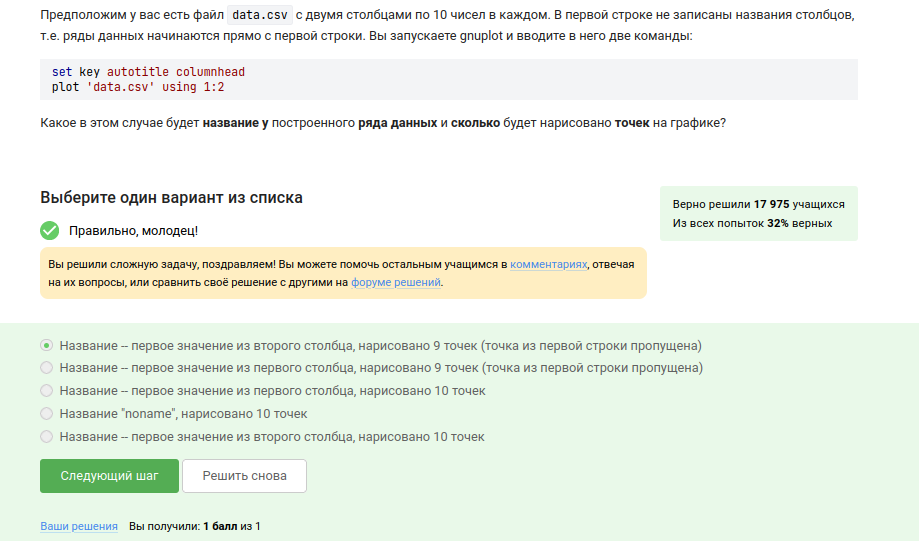 Предположим у вас есть файл data.csv с двумя столбцами по 10 чисел в каждом. В первой строке не записаны названия столбцов,
т.е. ряды данных начинаются прямо с первой строки. Вы запускаете gnuplot и вводите в него две команды:
set key autotitle columnhead
plot 'data.csv' using 1:2
Какое в этом случае будет название у построенного ряда данных и сколько будет нарисовано точек на графике?
Выберите один вариант из списка
Верно решили 17 975 учащихся
Из всех попыток 32% верных
Правильно, молодец!
Вы решили сложную задачу, поздравляем! Вы можете помочь остальным учащимся в комментариях, отвечая
на их вопросы, или сравнить своё решение с другими на форуме решений.
Название -- первое значение из второго столбца, нарисовано 9 точек (точка из первой строки пропущена)
Название -- первое значение из первого столбца, нарисовано 9 точек (точка из первой строки пропущена)
Название -- первое значение из первого столбца, нарисовано 10 точек
Название "noname", нарисовано 10 точек
Название -- первое значение из второго столбца, нарисовано 10 точек
Следующий шаг
Решить снова
Ваши решения Вы получили: 1 балл из 1